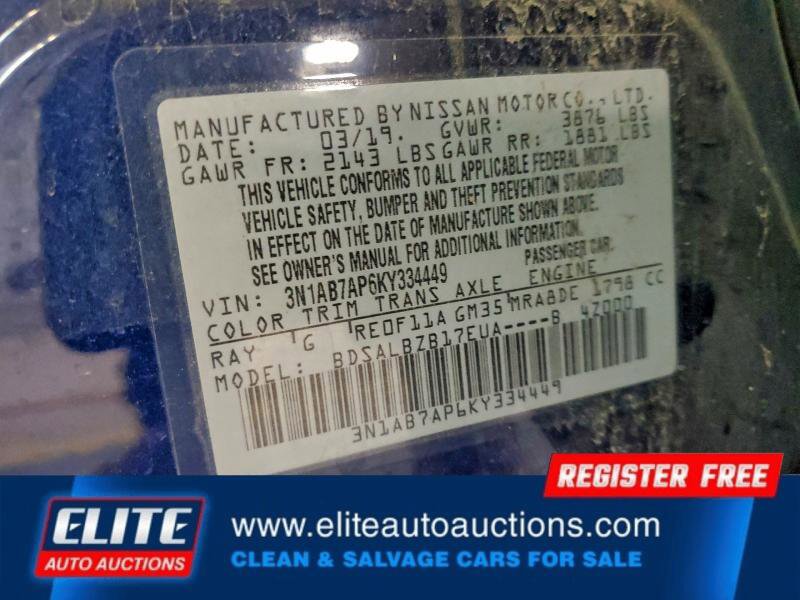 MANUFACTURED BY NISSAN MOTOR CO., LTD.
DATE: 03/19. GVWR: 3876 LBS
GAWR FR: 2143 LBS GAWR RR: 1881 LBS
THIS VEHICLE CONFORMS TO ALL APPLICABLE FEDERAL MOTOR
VEHICLE SAFETY, BUMPER AND THEFT PREVENTION STANDARDS
IN EFFECT ON THE DATE OF MANUFACTURE SHOWN ABOVE.
SEE OWNER'S MANUAL FOR ADDITIONAL INFORMATION.
VIN: 3N1AB7AP6KY334449 PASSENGER CAR.
COLOR TRIM TRANS AXLE ENGINE
RAY G RE0F11A GM35 MRA8DE 1798 CC
MODEL: BDSALBZB17EUA----B 4Z000
3N1AB7AP6KY334449
REGISTER FREE
ELITE
AUTO AUCTIONS
www.eliteautoauctions.com
CLEAN & SALVAGE CARS FOR SALE